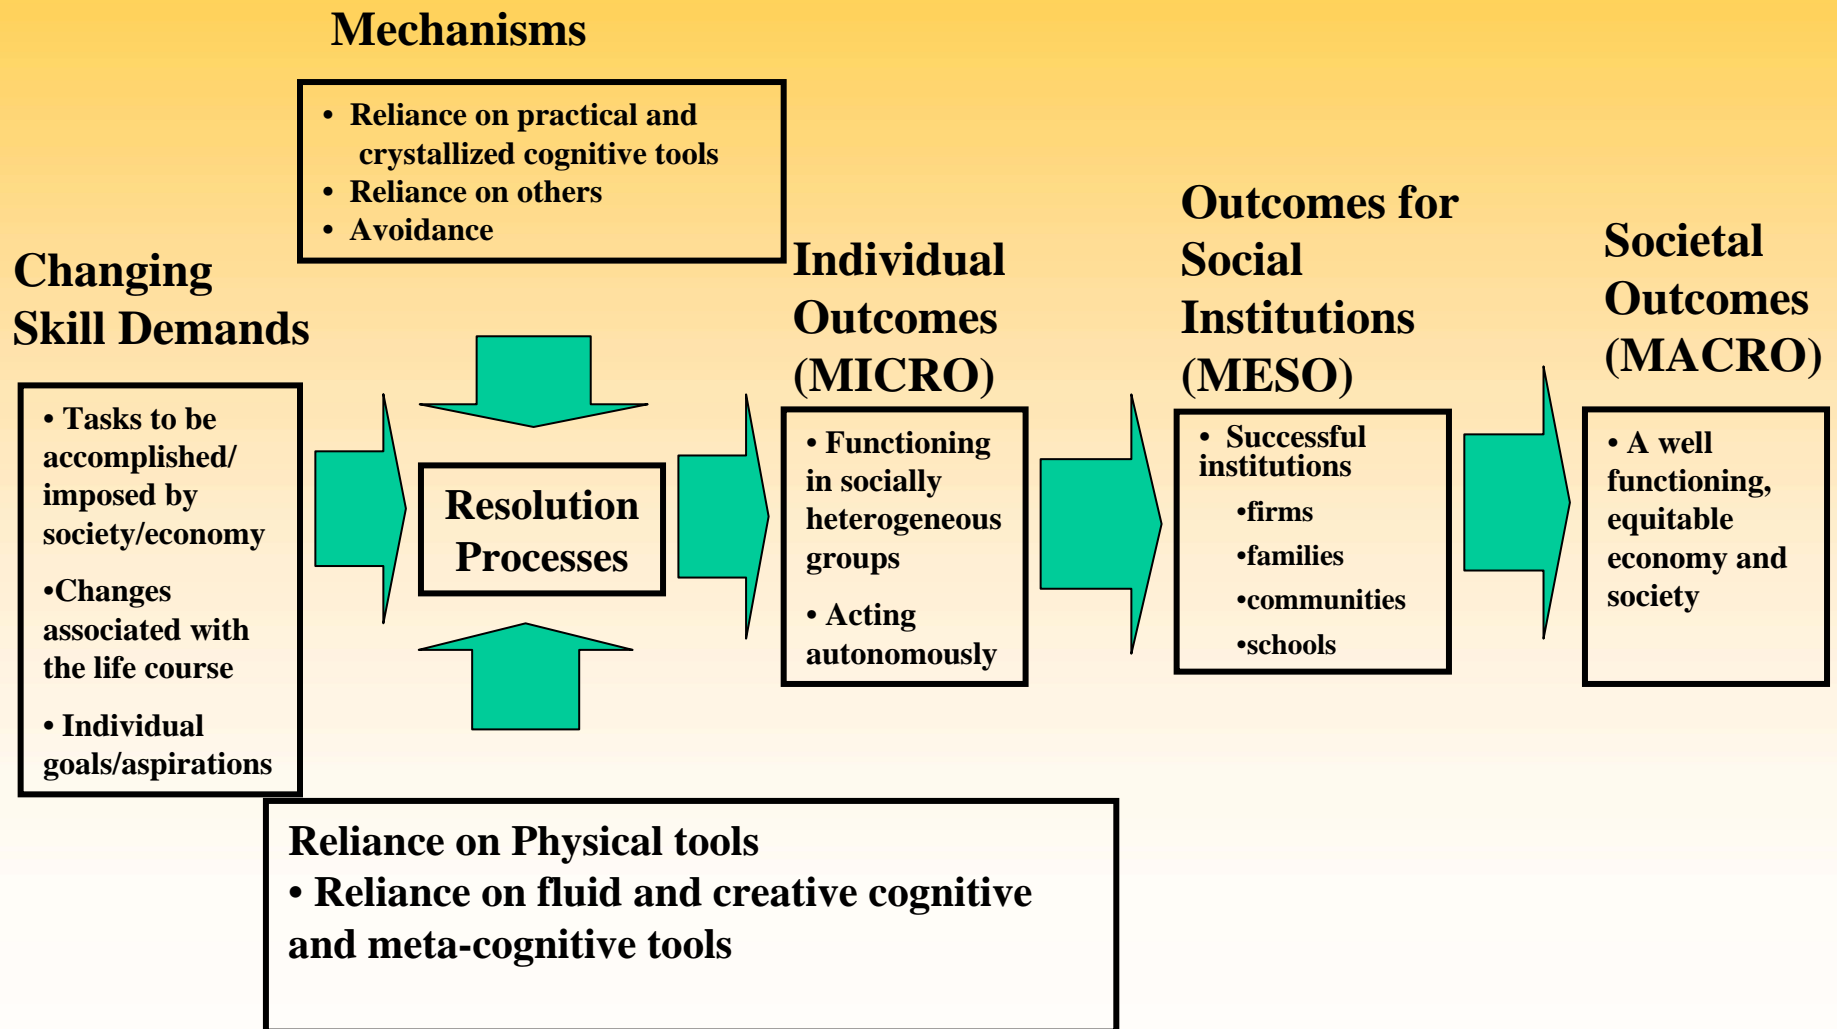 Mechanisms
• Reliance on practical and
crystallized cognitive tools
• Reliance on others
• Avoidance
Changing
Skill Demands
• Tasks to be
accomplished/
imposed by
society/economy
•Changes
associated with
the life course
• Individual
goals/aspirations
Resolution
Processes
Reliance on Physical tools
• Reliance on fluid and creative cognitive
and meta-cognitive tools
Individual
Outcomes
(MICRO)
• Functioning
in socially
heterogeneous
groups
• Acting
autonomously
Outcomes for
Social
Institutions
(MESO)
• Successful
institutions
•firms
•families
•communities
•schools
Societal
Outcomes
(MACRO)
• A well
functioning,
equitable
economy and
society